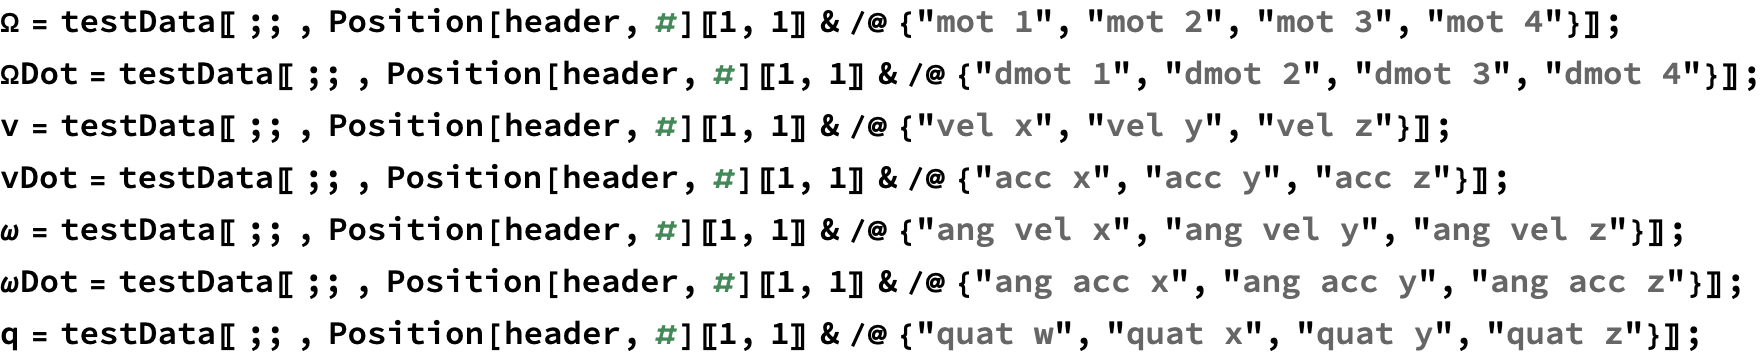 Ω = testData〚 ;; , Position[header, #]〚1, 1〛 & /@ {"mot 1", "mot 2", "mot 3", "mot 4"}〛;
ΩDot = testData〚 ;; , Position[header, #]〚1, 1〛 & /@ {"dmot 1", "dmot 2", "dmot 3", "dmot 4"}〛;
v = testData〚 ;; , Position[header, #]〚1, 1〛 & /@ {"vel x", "vel y", "vel z"}〛;
vDot = testData〚 ;; , Position[header, #]〚1, 1〛 & /@ {"acc x", "acc y", "acc z"}〛;
ω = testData〚 ;; , Position[header, #]〚1, 1〛 & /@ {"ang vel x", "ang vel y", "ang vel z"}〛;
ωDot = testData〚 ;; , Position[header, #]〚1, 1〛 & /@ {"ang acc x", "ang acc y", "ang acc z"}〛;
q = testData〚 ;; , Position[header, #]〚1, 1〛 & /@ {"quat w", "quat x", "quat y", "quat z"}〛;